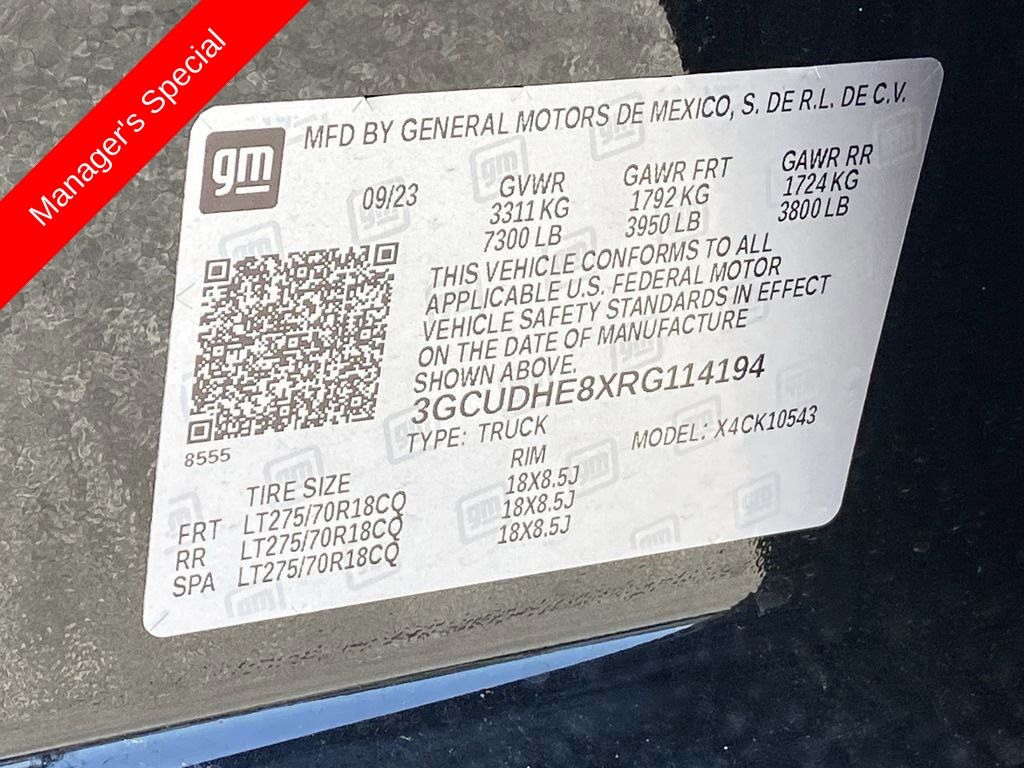 Manager's Special
gm
MFD BY GENERAL MOTORS DE MEXICO, S. DE R.L. DE C.V.
09/23
GVWR
3311 KG
7300 LB
GAWR FRT
1792 KG
3950 LB
GAWR RR
1724 KG
3800 LB
THIS VEHICLE CONFORMS TO ALL
APPLICABLE U.S. FEDERAL MOTOR
VEHICLE SAFETY STANDARDS IN EFFECT
ON THE DATE OF MANUFACTURE
SHOWN ABOVE.
3GCUDHE8XRG114194
TYPE: TRUCK
MODEL: X4CK10543
8555
TIRE SIZE RIM
FRT LT275/70R18CQ 18X8.5J
RR LT275/70R18CQ 18X8.5J
SPA LT275/70R18CQ 18X8.5J